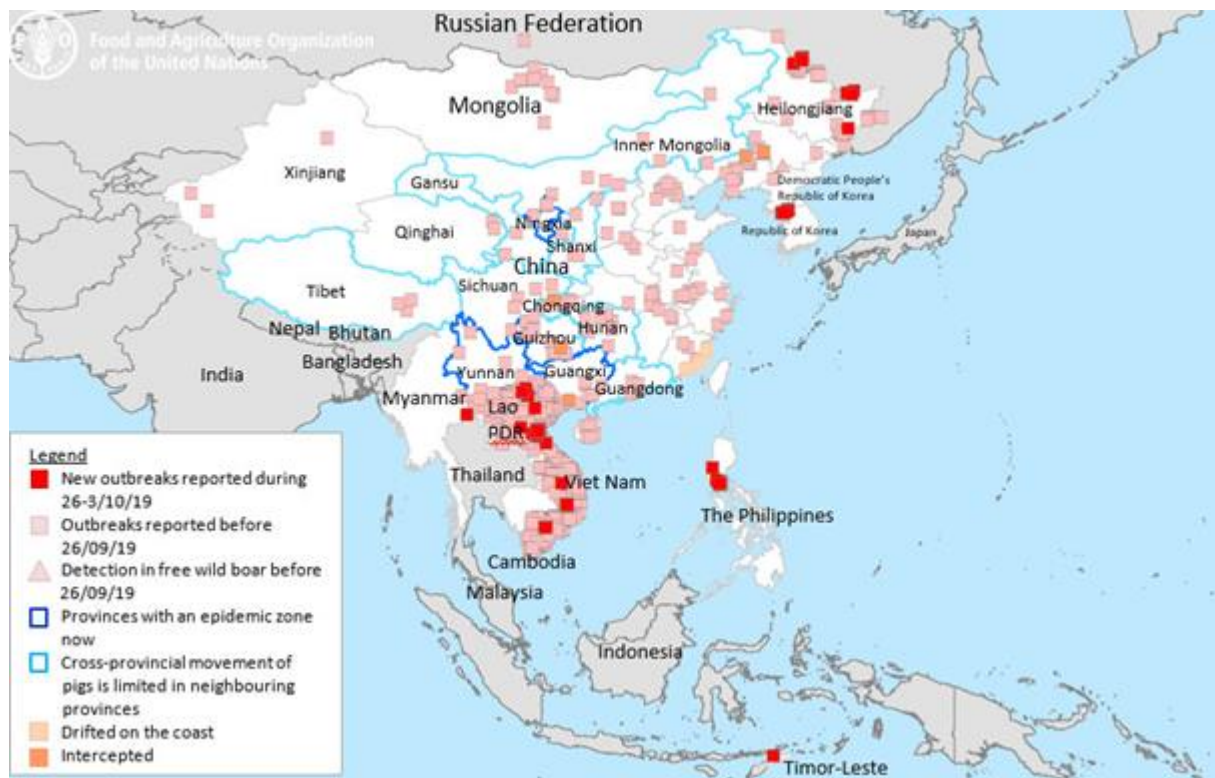 Russian Federation
Food and Agriculture Organization
of the United Nations
Mongolia
Heilongjiang
Inner Mongolia
Xinjiang
Gansu
Democratic People's
Republic of Korea
Ningxia
Qinghai
Republic of Korea
Japan
Shanxi
China
Sichuan
Tibet
Chongqing
Nepal
Bhutan
Hunan
Guizhou
Bangladesh
India
Yunnan
Guangxi
Guangdong
Myanmar
Lao
PDR
Thailand
Viet Nam
The Philippines
Cambodia
Malaysia
Indonesia
Timor-Leste
Legend
New outbreaks reported during
26-3/10/19
Outbreaks reported before
26/09/19
Detection in free wild boar before
26/09/19
Provinces with an epidemic zone
now
Cross-provincial movement of
pigs is limited in neighbouring
provinces
Drifted on the coast
Intercepted